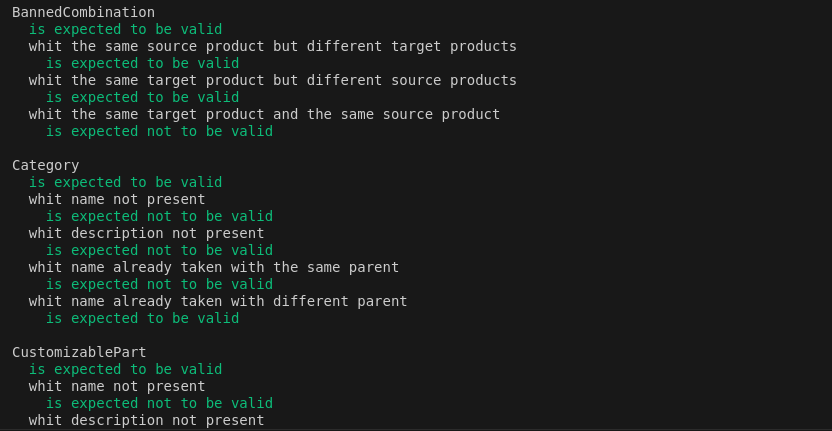 BannedCombination
is expected to be valid
whit the same source product but different target products
is expected to be valid
whit the same target product but different source products
is expected to be valid
whit the same target product and the same source product
is expected not to be valid
Category
is expected to be valid
whit name not present
is expected not to be valid
whit description not present
is expected not to be valid
whit name already taken with the same parent
is expected not to be valid
whit name already taken with different parent
is expected to be valid
CustomizablePart
is expected to be valid
whit name not present
is expected not to be valid
whit description not present